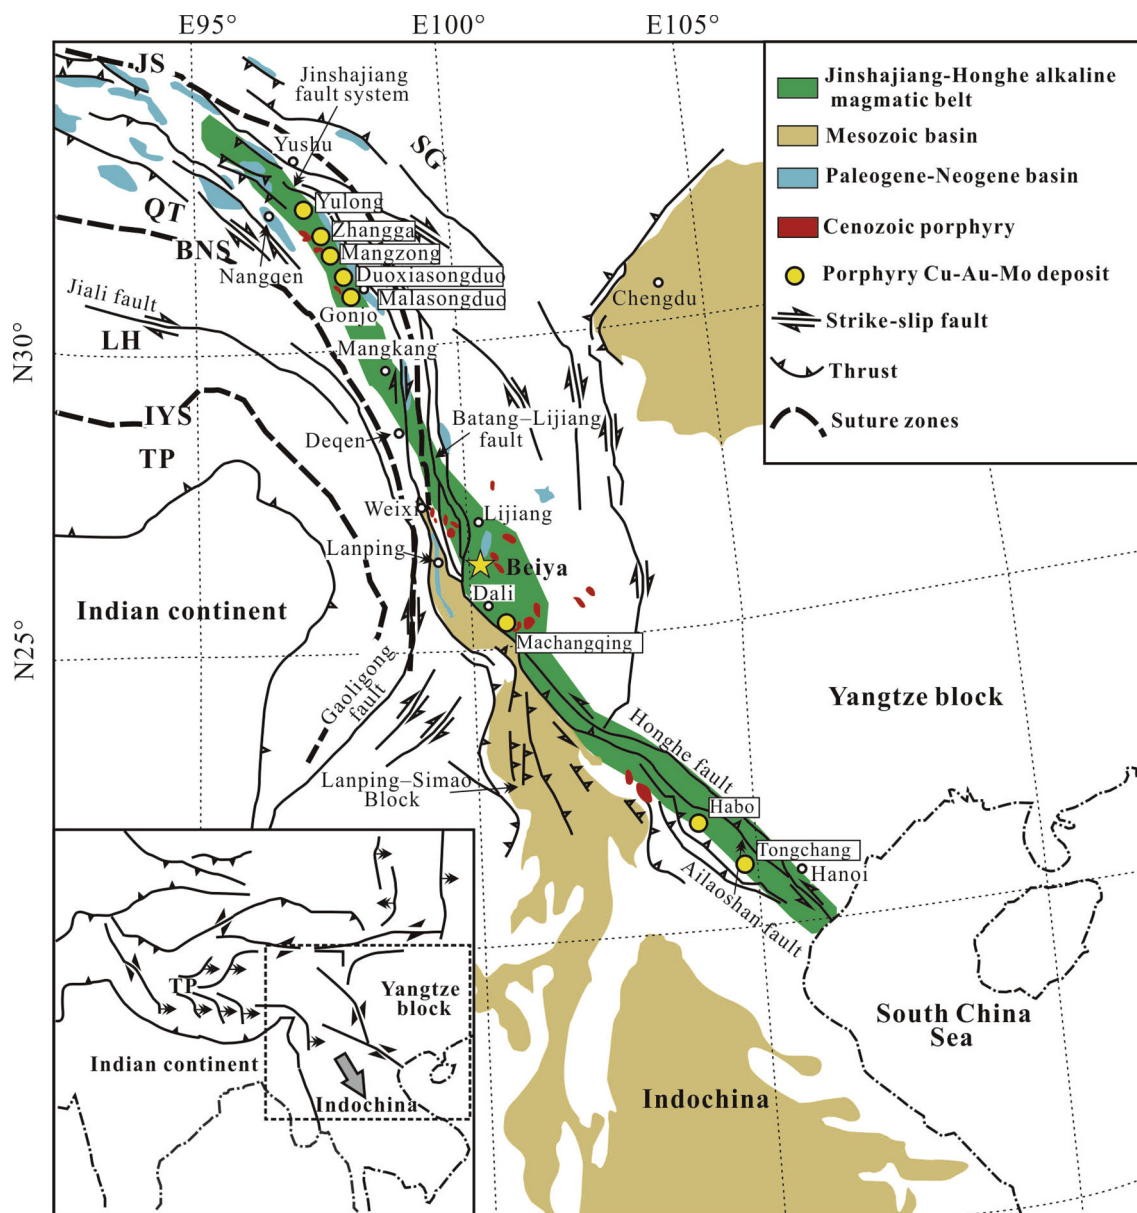 E95°
E100°
E105°
N30°
N25°
JS
Jinshajiang
fault system
SG
Yushu
QT
BNS
Nangqen
Yulong
Zhangga
Mangzong
Duoxiasongduo
Malasongduo
Gonjo
Jiali fault
LH
Mangkang
Chengdu
IYS
TP
Deqen
Batang–Lijiang
fault
Weixi
Lijiang
Lanping
Beiya
Dali
Machangqing
Indian continent
Gaoligong
fault
Yangtze block
Honghe fault
Lanping–Simao
Block
Habo
Tongchang
Hanoi
Ailaoshan fault
South China
Sea
Indochina
Jinshajiang-Honghe alkaline
magmatic belt
Mesozoic basin
Paleogene-Neogene basin
Cenozoic porphyry
Porphyry Cu-Au-Mo deposit
Strike-slip fault
Thrust
Suture zones
TP
Yangtze
block
Indian continent
Indochina